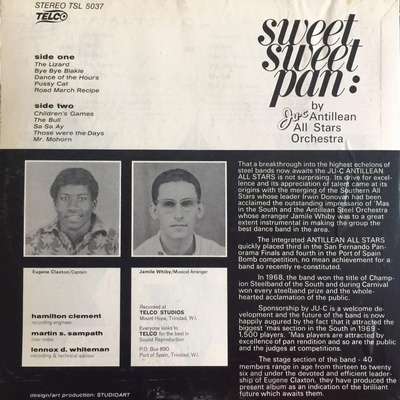 STEREO TSL 5037
TELCO
sweet
sweet
pan:
by
Ju-C Antillean
All Stars
Orchestra
side one
The Lizard
Bye Bye Blakie
Dance of the Hours
Pussy Cat
Road March Recipe
side two
Children's Games
The Bull
Sa Sa Ay
Those were the Days
Mr. Mohorn
Eugene Claxton/Captain
Jamile Whiby/Musical Arranger
hamilton clement
recording engineer
martin s. sampath
liner notes
lennox d. whiteman
recording & technical adviser
Recorded at
TELCO STUDIOS
Mount Hope, Trinidad, W.I.
Everyone looks to
TELCO for the best in
Sound Reproduction
P.O. Box 890
Port of Spain, Trinidad, W.I.
design/art production: STUDIOART
That a breakthrough into the highest echelons of
steel bands now awaits the JU-C ANTILLEAN
ALL STARS is not surprising. Its drive for excel-
lence and its appreciation of talent came at its
origins with the merging of the Southern All
Stars whose leader Irwin Donovan had been
acclaimed the outstanding impressario of 'Mas
in the South and the Antillean Steel Orchestra
whose arranger Jamile Whiby was to a great
extent instrumental in making the group the
best dance band in the area.
The integrated ANTILLEAN ALL STARS
quickly placed third in the San Fernando Pan-
orama Finals and fourth in the Port of Spain
Bomb competition, no mean achievement for a
band so recently re-constituted.
In 1968, the band won the title of Champ-
ion Steelband of the South and during Carnival
won every steelband prize and the whole-
hearted acclamation of the public.
Sponsorship by JU-C is a welcome de-
velopment and the future of the band is now
happily augured by the fact that it attracted the
biggest 'mas section in the South in 1969 -
1,500 players. 'Mas players are attracted by
excellence of pan rendition and so are the public
and the judges at competitions.
The stage section of the band - 40
members range in age from thirteen to twenty
six and under the devoted and efficient leader-
ship of Eugene Claxton, they have produced the
present album as an indication of the brilliant
future which awaits them.